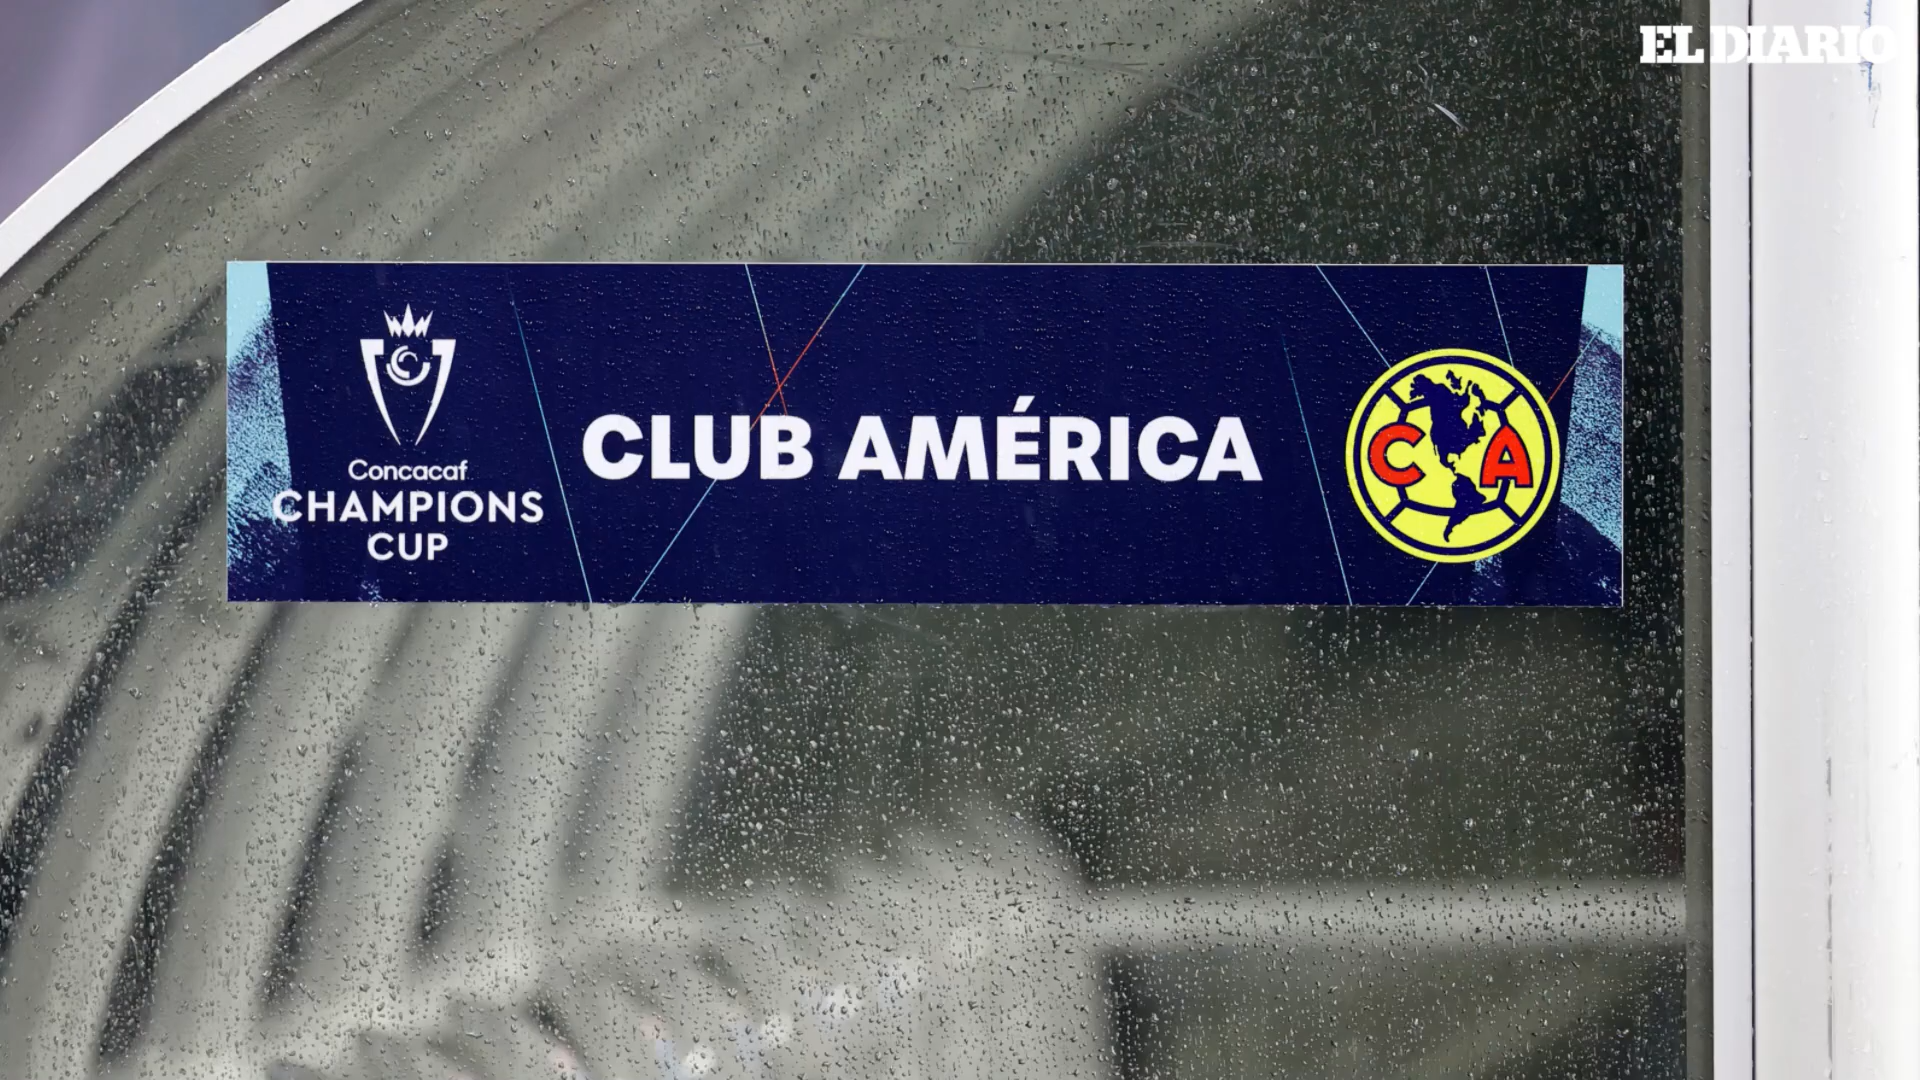 EL DIARIO
Concacaf
CHAMPIONS
CUP
CLUB AMÉRICA
C A